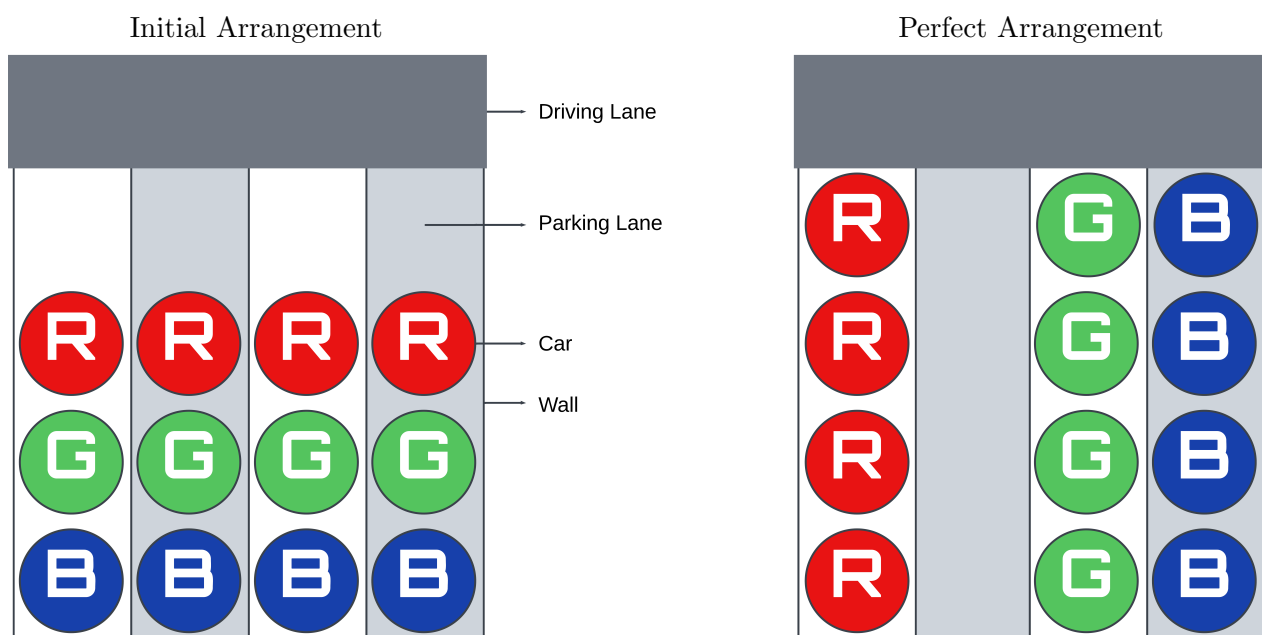 Initial Arrangement
Perfect Arrangement
Driving Lane
Parking Lane
R G B
R R R R Car R G B
Wall
G G G G R G B
B B B B R G B